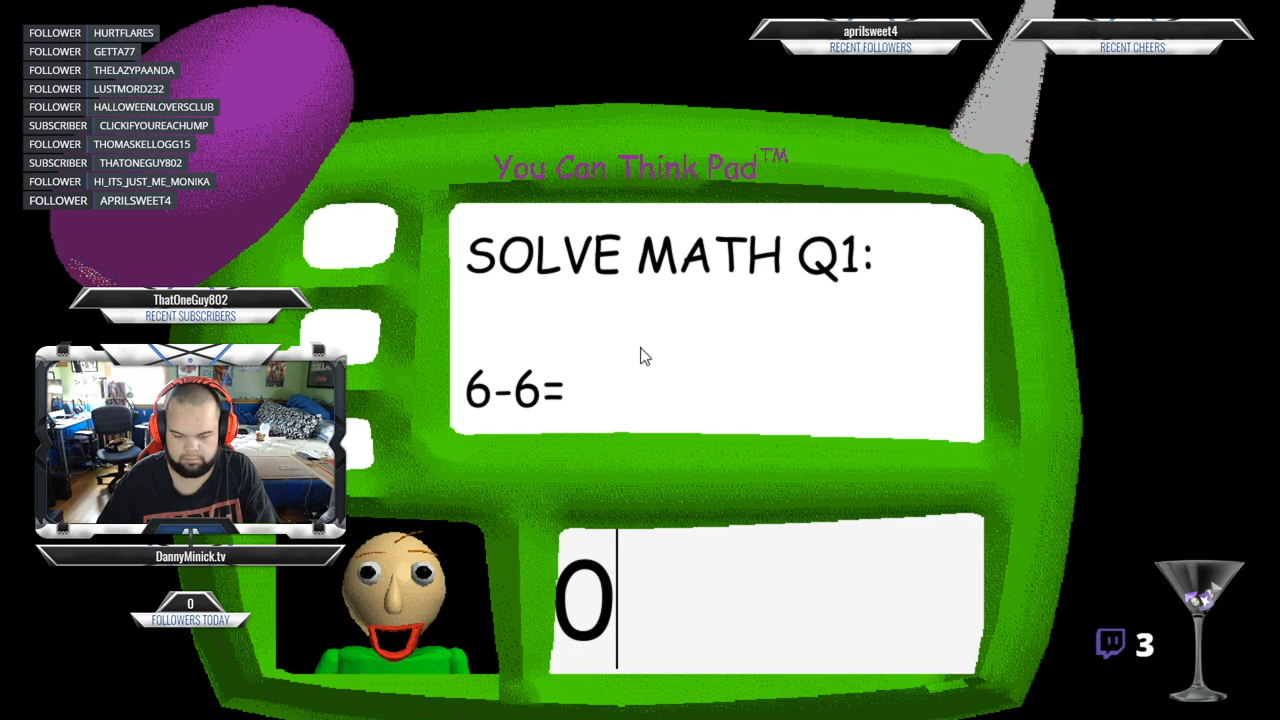 FOLLOWER HURTFLARES
FOLLOWER GETTA77
FOLLOWER THELAZYPAANDA
FOLLOWER LUSTMORD232
FOLLOWER HALLOWEENLOVERSCLUB
SUBSCRIBER CLICKIFYOUREACHUMP
FOLLOWER THOMASKELLOGG15
SUBSCRIBER THATONEGUY802
FOLLOWER HI_ITS_JUST_ME_MONIKA
FOLLOWER APRILSWEET4
aprilsweet4
RECENT FOLLOWERS
RECENT CHEERS
You Can Think Pad™
SOLVE MATH Q1:
6-6=
0
ThatOneGuy802
RECENT SUBSCRIBERS
DannyMinick.tv
0
FOLLOWERS TODAY
3